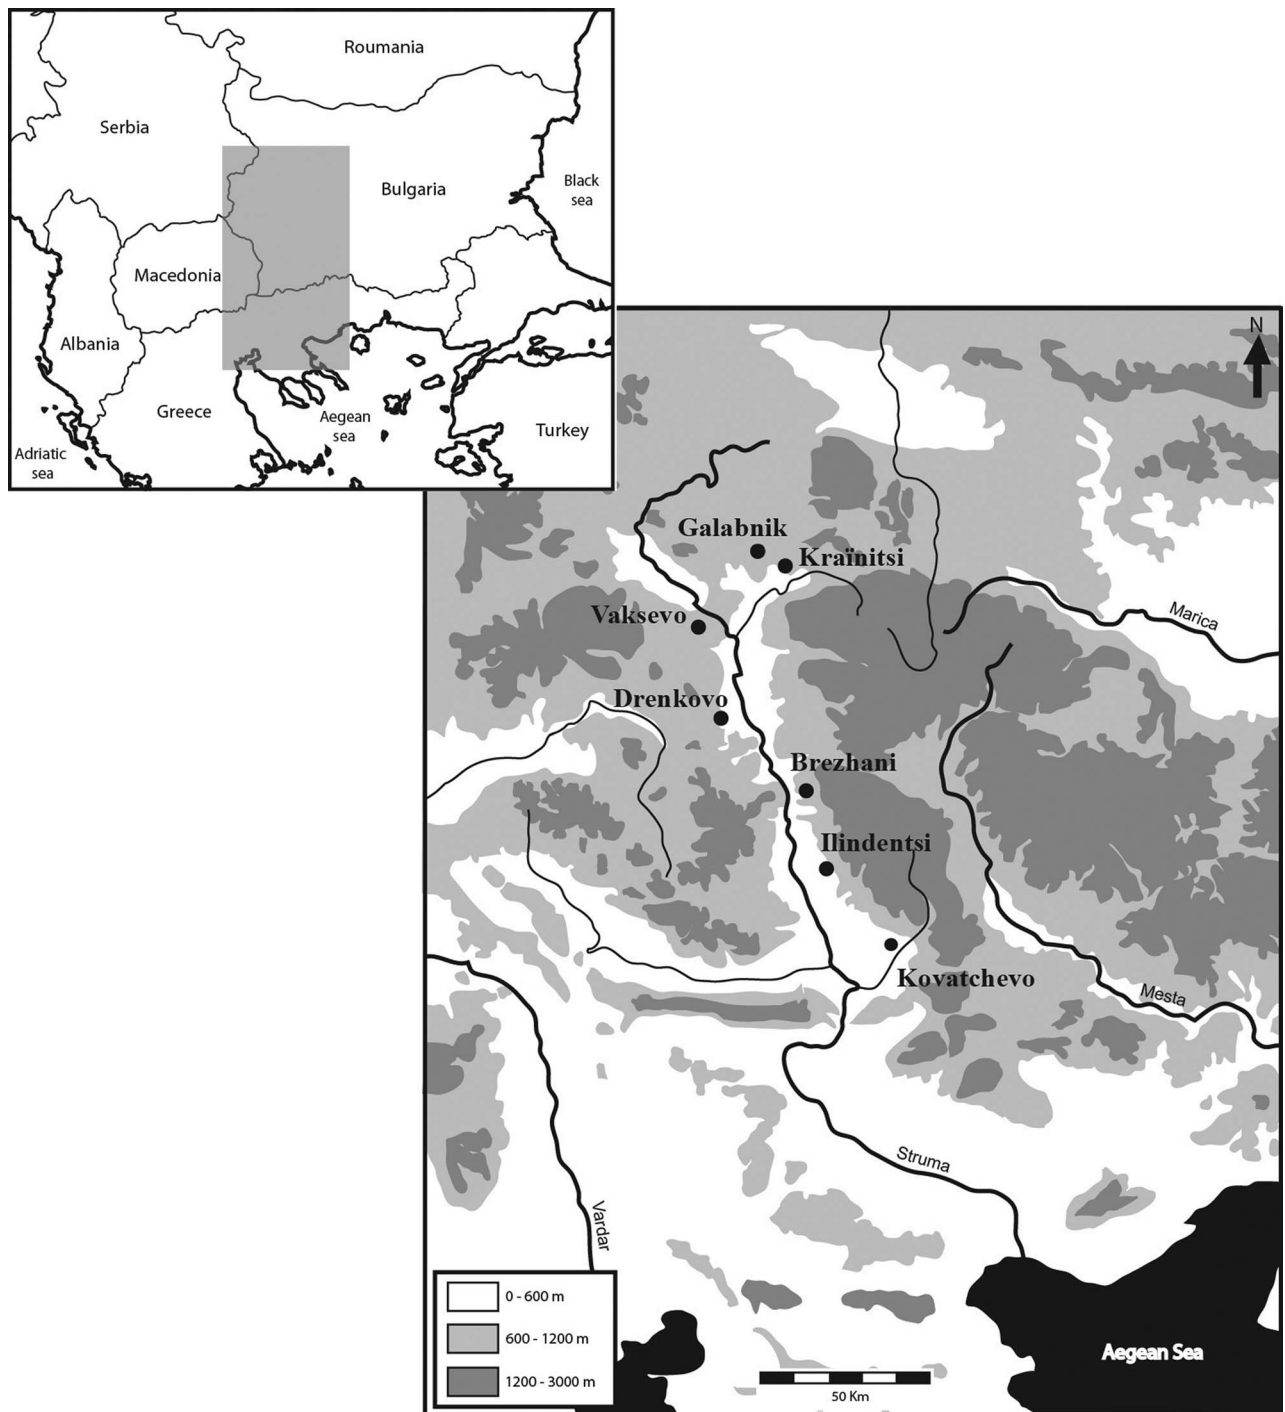 Roumania
Serbia
Bulgaria
Black
sea
Macedonia
Albania
Greece
Aegean
sea
Turkey
Adriatic
sea
N
Galabnik
Kraïnitsi
Vaksevo
Marica
Drenkovo
Brezhani
Ilindentsi
Kovatchevo
Mesta
Struma
Vardar
0 - 600 m
600 - 1200 m
1200 - 3000 m
Aegean Sea
50 Km